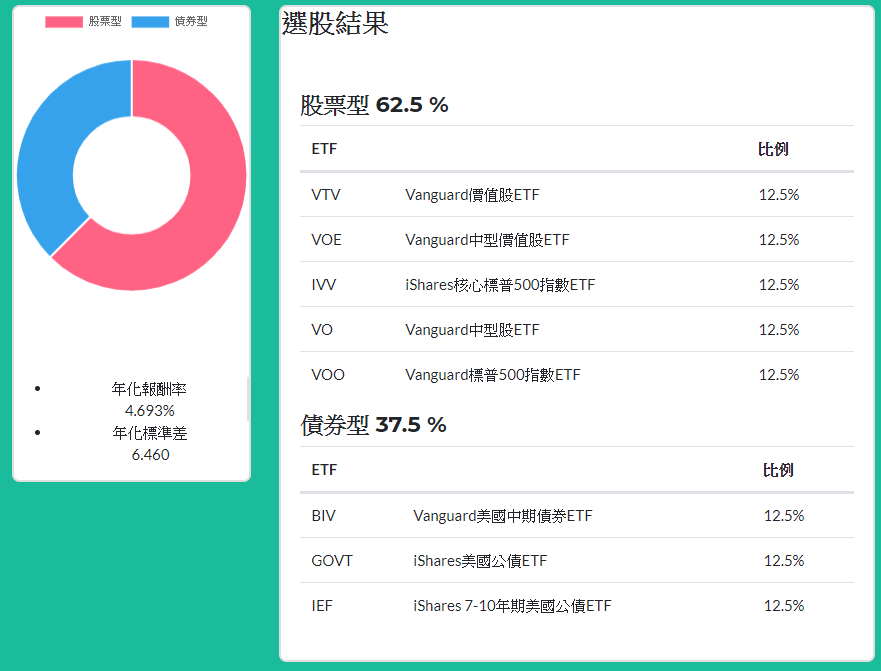 股票型 債券型
年化報酬率
4.693%
年化標準差
6.460
選股結果
股票型 62.5 %
ETF 比例
VTV Vanguard價值股ETF 12.5%
VOE Vanguard中型價值股ETF 12.5%
IVV iShares核心標普500指數ETF 12.5%
VO Vanguard中型股ETF 12.5%
VOO Vanguard標普500指數ETF 12.5%
債券型 37.5 %
ETF 比例
BIV Vanguard美國中期債券ETF 12.5%
GOVT iShares美國公債ETF 12.5%
IEF iShares 7-10年期美國公債ETF 12.5%